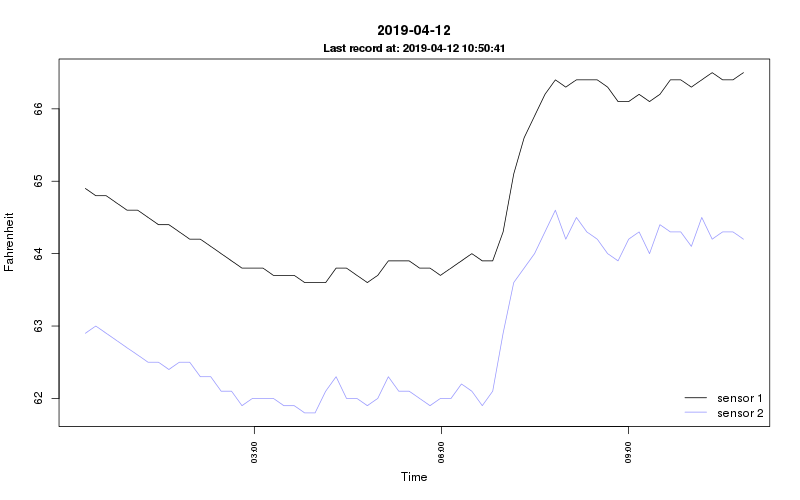 2019-04-12
Last record at: 2019-04-12 10:50:41
Fahrenheit
66
65
64
63
62
sensor 1
sensor 2
03:00
06:00
09:00
Time